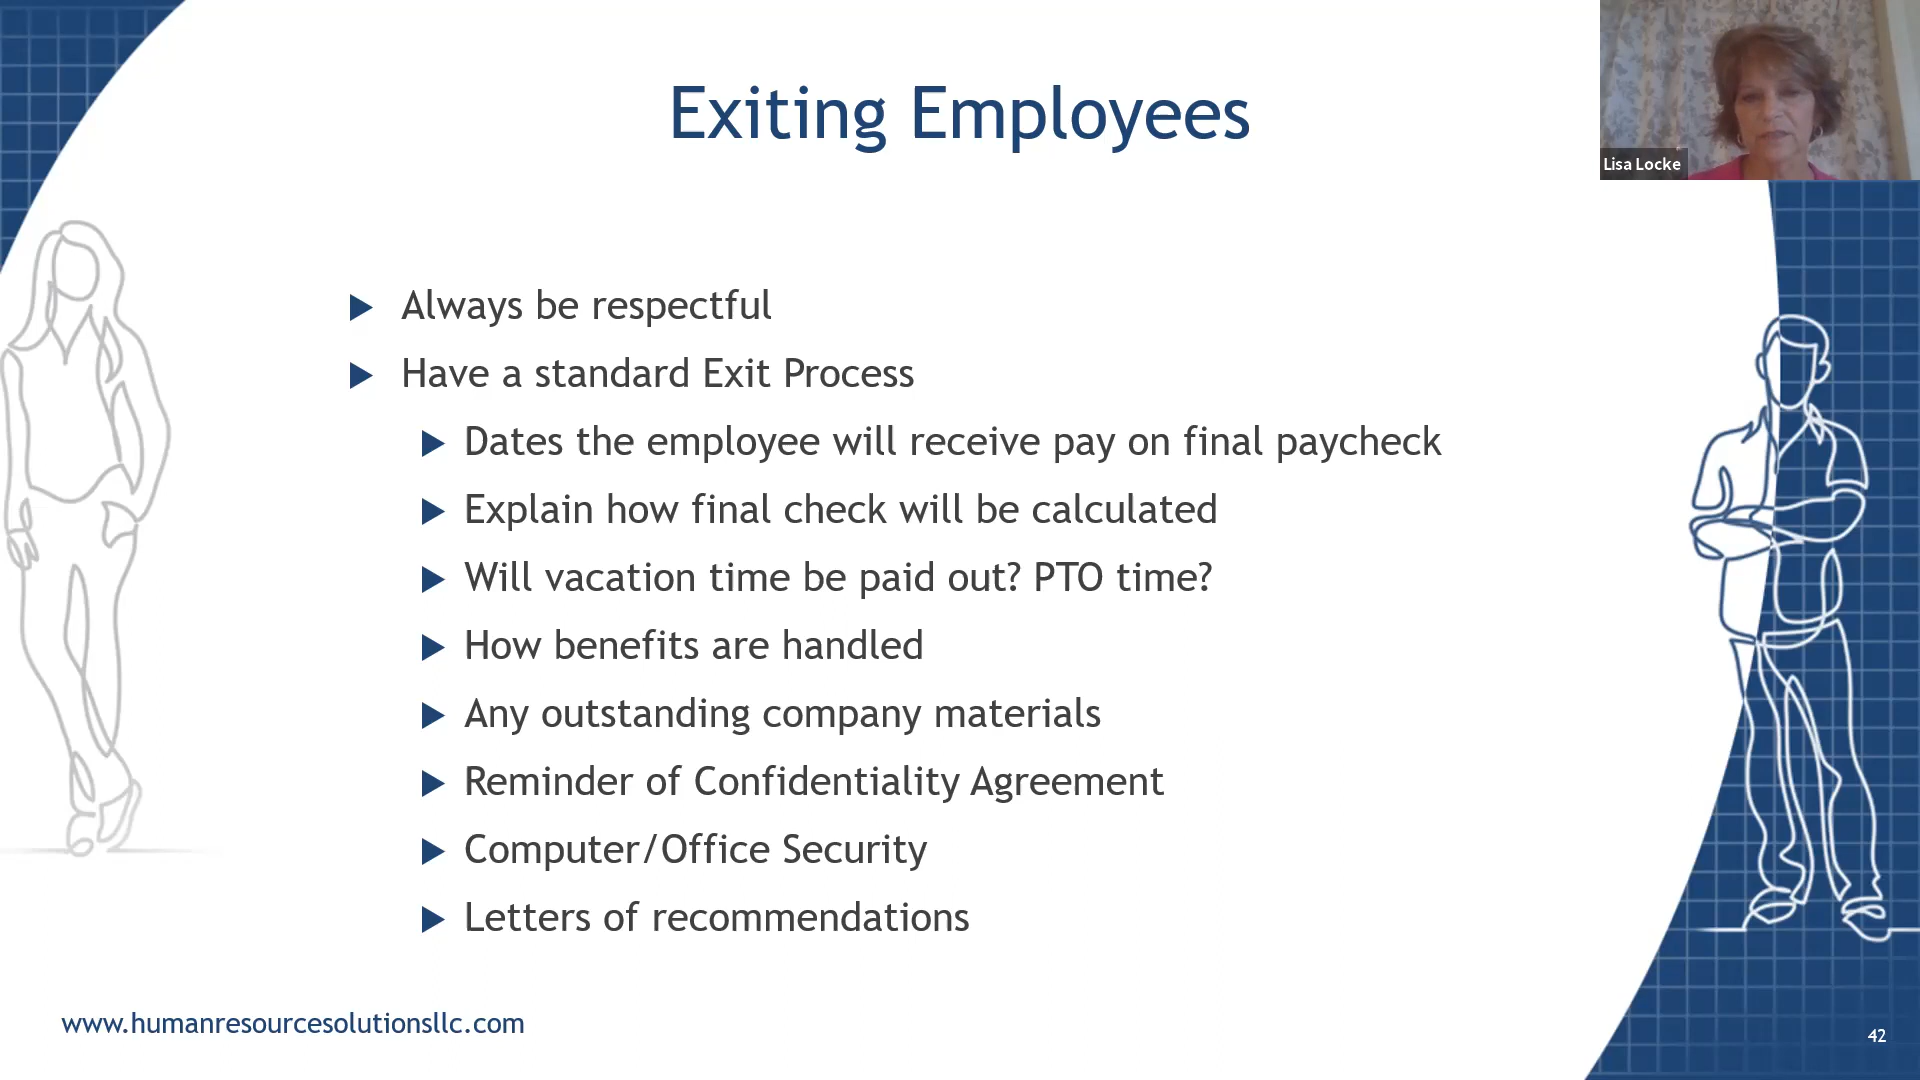 Exiting Employees
Lisa Locke
Always be respectful
Have a standard Exit Process
Dates the employee will receive pay on final paycheck
Explain how final check will be calculated
Will vacation time be paid out? PTO time?
How benefits are handled
Any outstanding company materials
Reminder of Confidentiality Agreement
Computer/Office Security
Letters of recommendations
www.humanresourcesolutionsllc.com
42